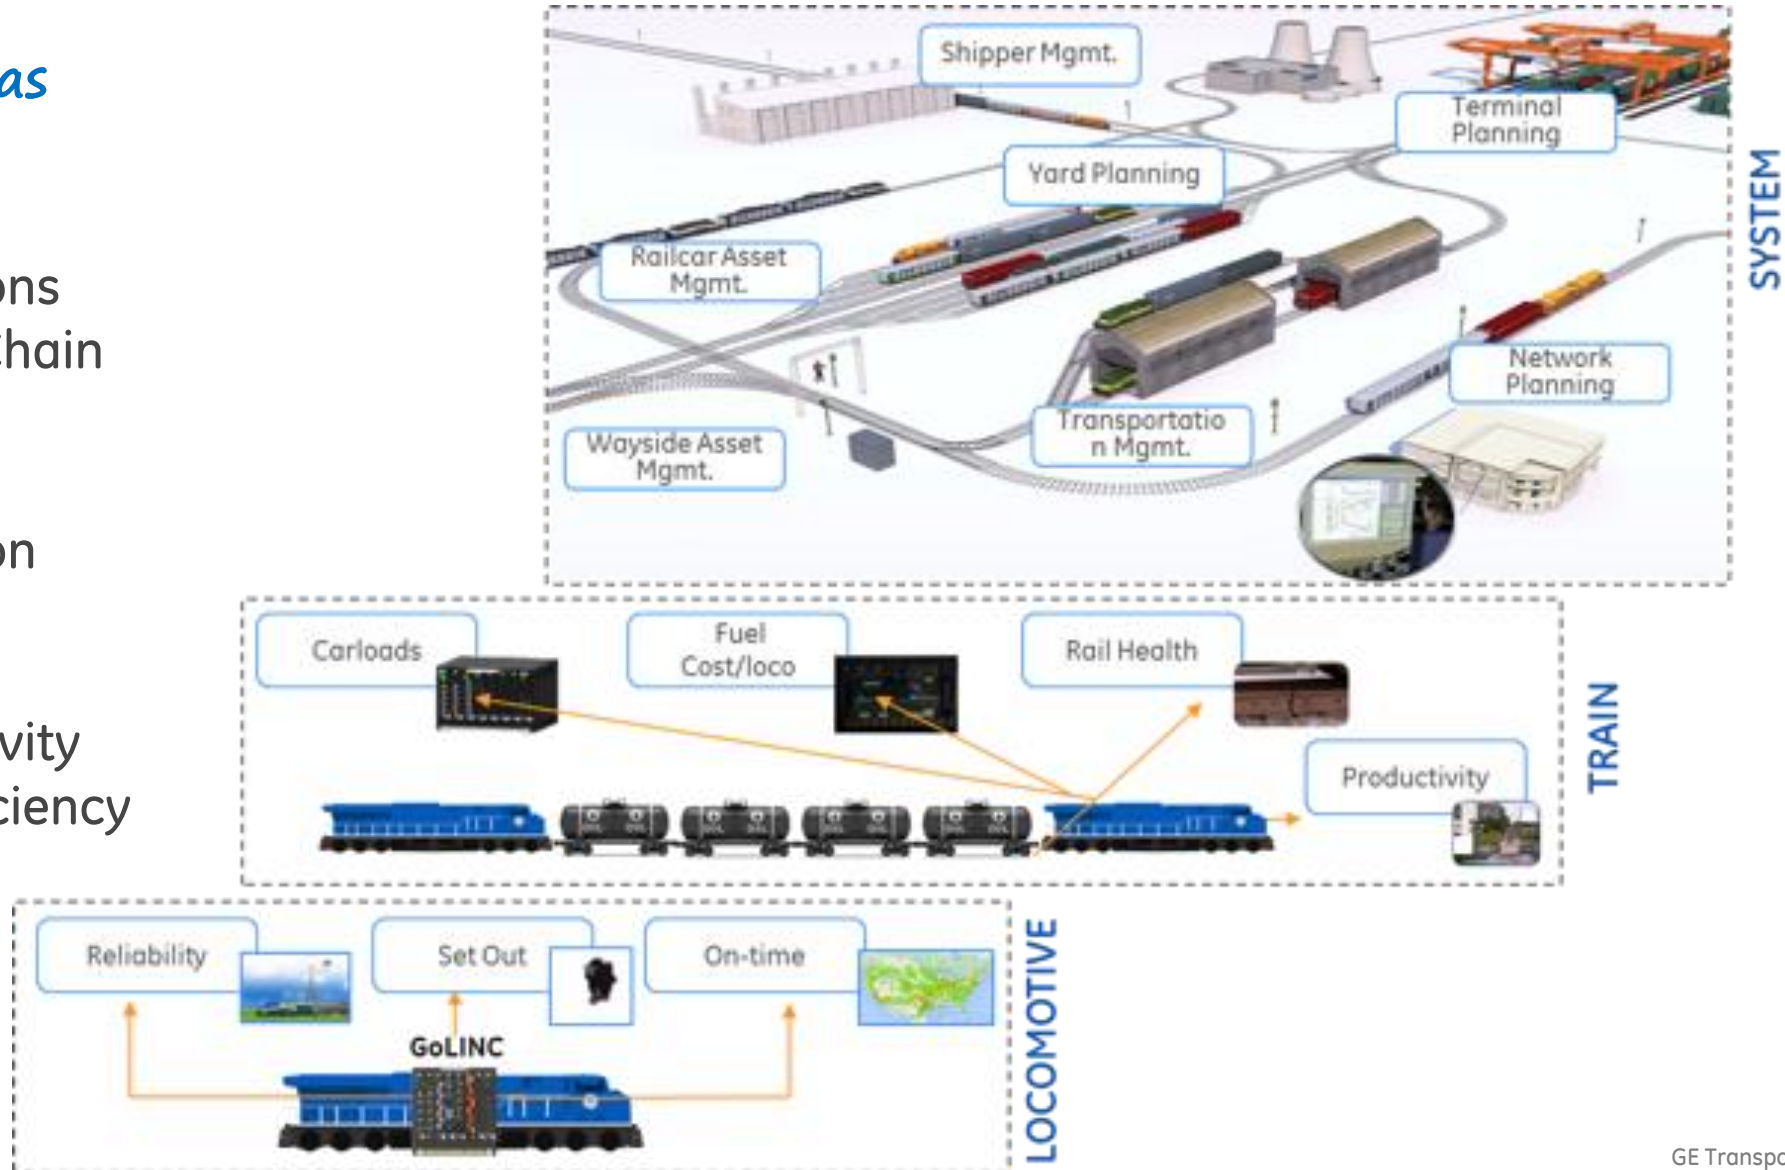 as
ons
Chain
on
vity
ciency
Shipper Mgmt.
Terminal
Planning
Yard Planning
Railcar Asset
Mgmt.
Network
Planning
Transportatio
n Mgmt.
Wayside Asset
Mgmt.
SYSTEM
Carloads
Fuel
Cost/loco
Rail Health
Productivity
TRAIN
Reliability
Set Out
On-time
GoLINC
LOCOMOTIVE
GE Transpo